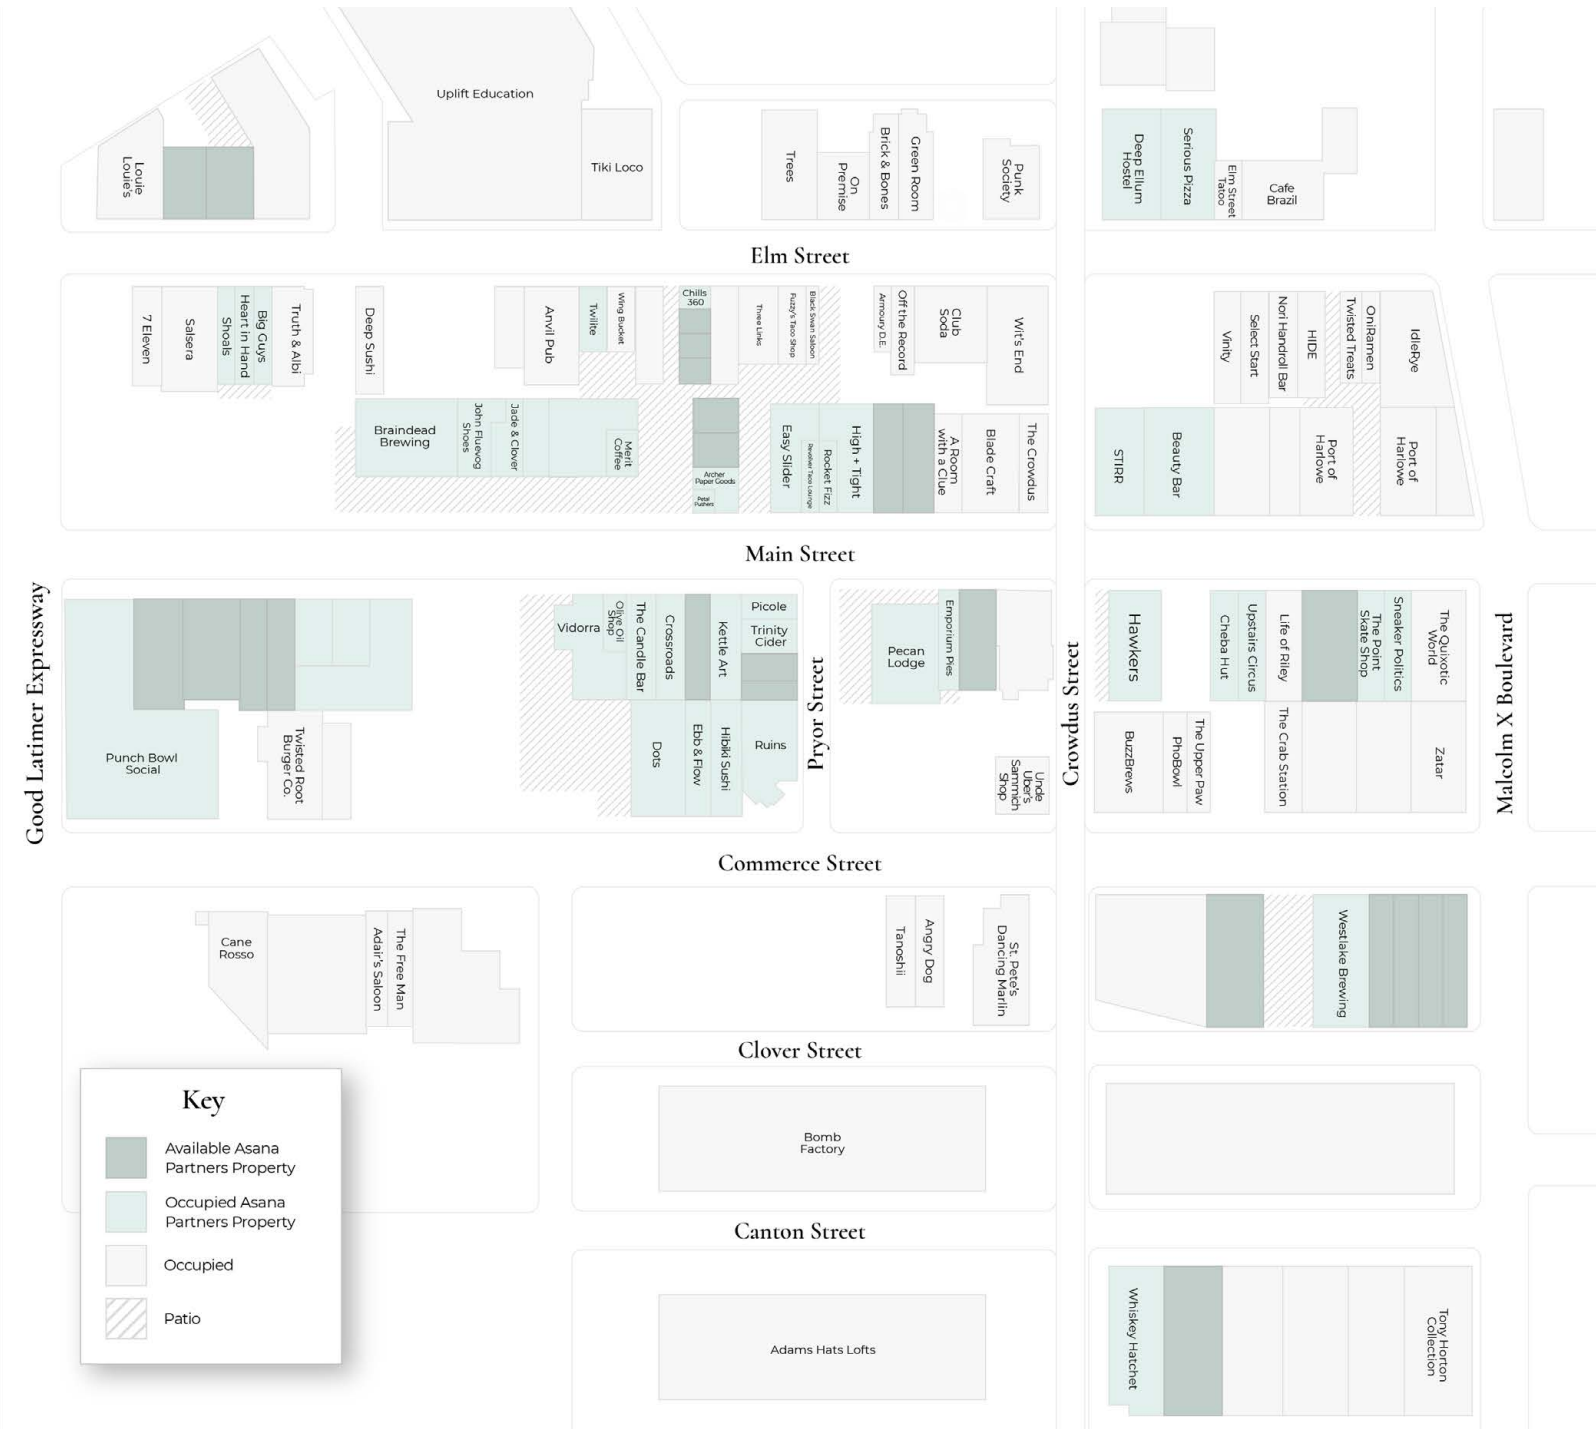 Uplift Education
Louie
Louie's
Tiki Loco
Trees
On
Premise
Brick & Bones
Green Room
Punk
Society
Deep Ellum
Hostel
Serious Pizza
Elm Street
Tatoo
Cafe
Brazil
Elm Street
7 Eleven
Salsera
Shoals
Heart in Hand
Big Guys
Truth & Albi
Deep Sushi
Anvil Pub
Twilite
Wing Bucket
Chills
360
Three Links
Fuzzy's Taco Shop
Black Swan Saloon
Armoury D.E.
Off the Record
Club
Soda
Wit's End
Vinity
Select Start
Nori Handroll Bar
HIDE
Twisted Treats
OniRamen
IdleRye
Braindead
Brewing
John Fluevog
Shoes
Jade & Clover
Merit
Coffee
Archer
Paper Goods
Petal
Pushers
Easy Slider
Revolver Taco Lounge
Rocket Fizz
High + Tight
A Room
with a Clue
Blade Craft
The Crowdus
STIRR
Beauty Bar
Port of
Harlowe
Port of
Harlowe
Main Street
Good Latimer Expressway
Punch Bowl
Social
Twisted Root
Burger Co.
Vidorra
Olive Oil
Shop
The Candle Bar
Crossroads
Kettle Art
Picole
Trinity
Cider
Dots
Ebb & Flow
Hibiki Sushi
Ruins
Pryor Street
Pecan
Lodge
Emporium Pies
Unde
Uber's
Sammich
Shop
Crowdus Street
Hawkers
Cheba Hut
Upstairs Circus
Life of Riley
The Point
Skate Shop
Sneaker Politics
The Quixotic
World
BuzzBrews
PhoBowl
The Upper Paw
The Crab Station
Zatar
Malcolm X Boulevard
Commerce Street
Cane
Rosso
Adair's Saloon
The Free Man
Tanoshii
Angry Dog
St. Pete's
Dancing Marlin
Westlake Brewing
Clover Street
Bomb
Factory
Canton Street
Adams Hats Lofts
Whiskey Hatchet
Tony Horton
Collection
Key
Available Asana
Partners Property
Occupied Asana
Partners Property
Occupied
Patio